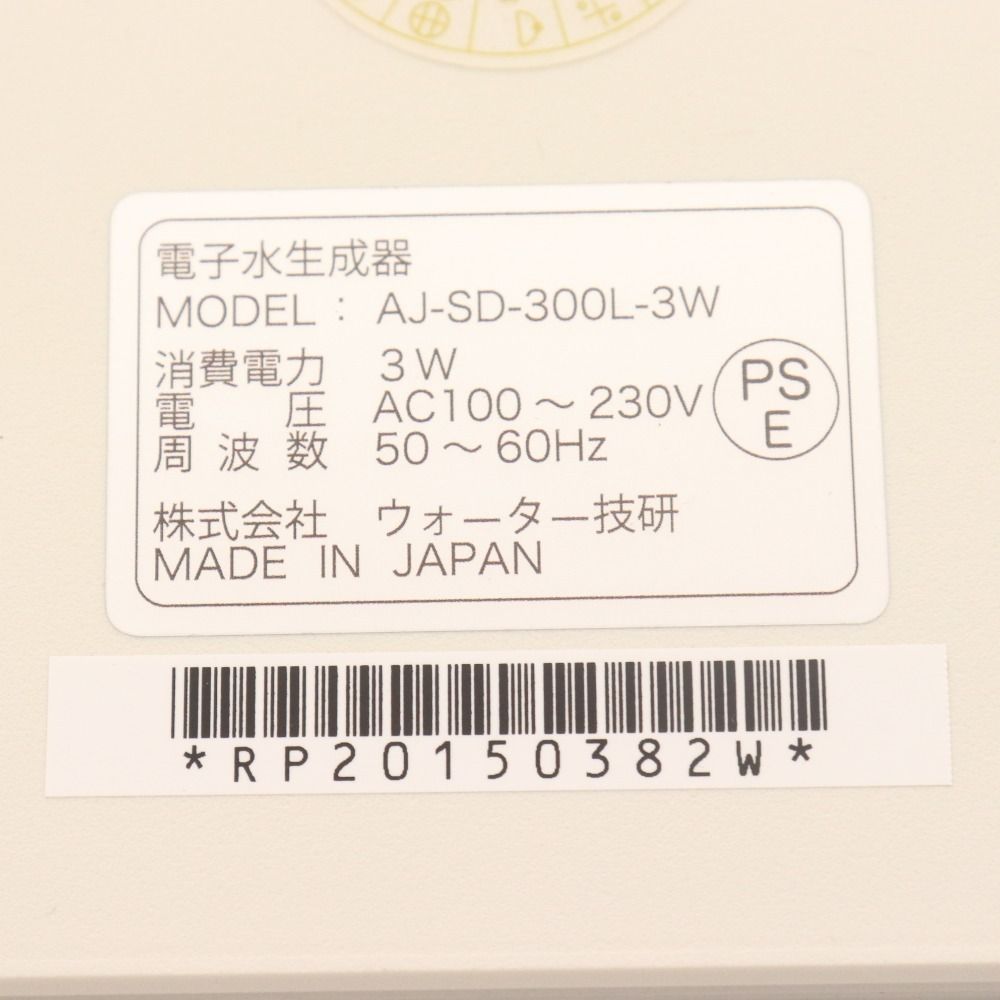 電子水生成器
MODEL : AJ-SD-300L-3W
消費電力 3W
電 圧 AC100～230V
周 波 数 50～60Hz
PS
E
株式会社 ウォーター技研
MADE IN JAPAN
*RP20150382W*